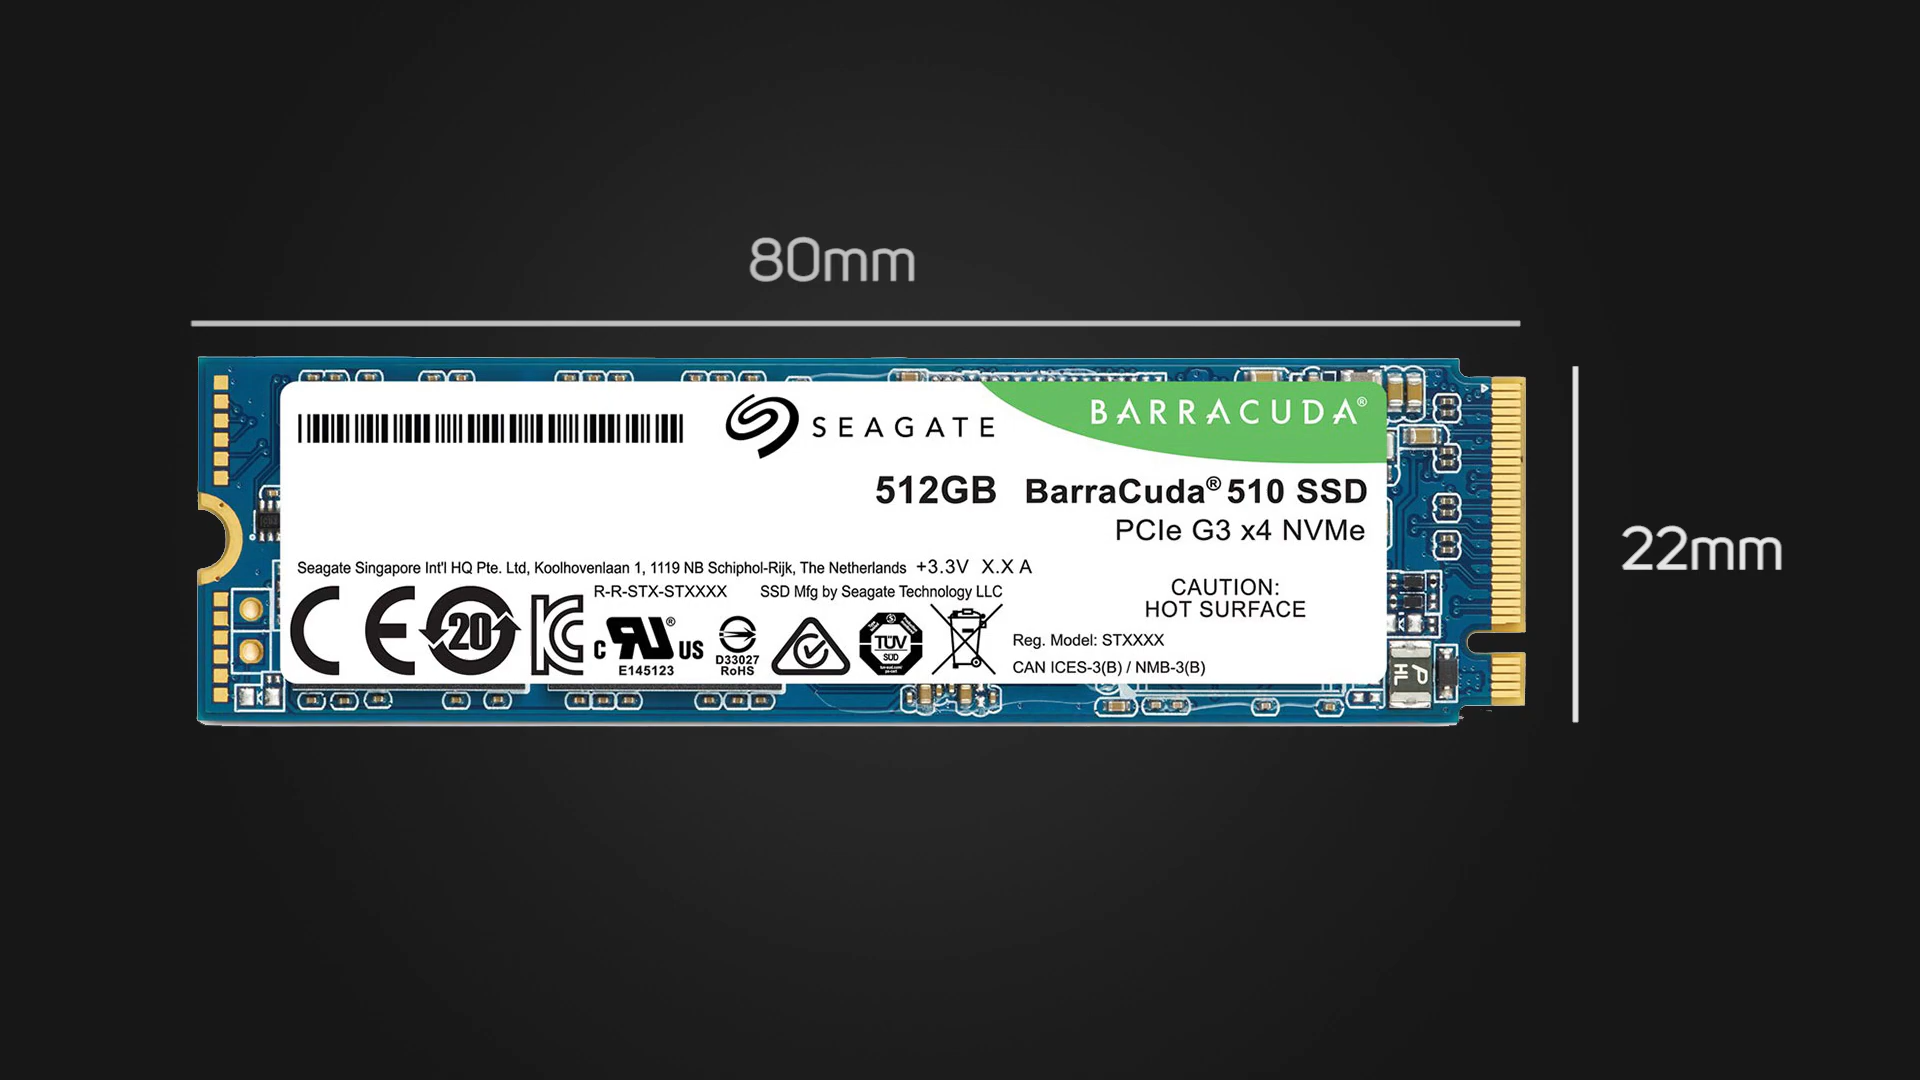 80mm
22mm
SEAGATE
BARRACUDA®
512GB BarraCuda® 510 SSD
PCIe G3 x4 NVMe
Seagate Singapore Int'l HQ Pte. Ltd, Koolhovenlaan 1, 1119 NB Schiphol-Rijk, The Netherlands +3.3V X.X A
R-R-STX-STXXXX SSD Mfg by Seagate Technology LLC
CAUTION:
HOT SURFACE
CE
20
c RU® US
E145123
D33027
RoHS
TÜV
SÜD
Reg. Model: STXXXX
CAN ICES-3(B) / NMB-3(B)